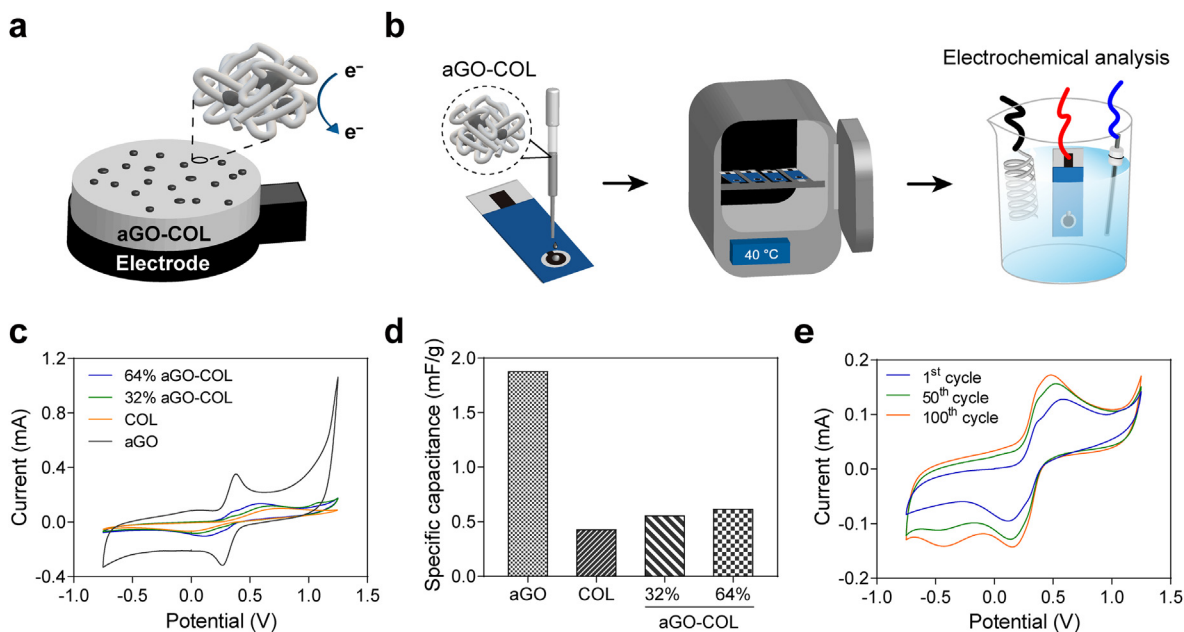 a
e⁻
e⁻
aGO-COL
Electrode
b
aGO-COL
40 °C
Electrochemical analysis
c
Current (mA)
1.2
0.8
0.4
0.0
-0.4
64% aGO-COL
32% aGO-COL
COL
aGO
-1.0 -0.5 0.0 0.5 1.0 1.5
Potential (V)
d
Specific capacitance (mF/g)
2.0
1.5
1.0
0.5
0.0
aGO COL 32% 64%
aGO-COL
e
Current (mA)
0.2
0.1
0.0
-0.1
-0.2
1st cycle
50th cycle
100th cycle
-1.0 -0.5 0.0 0.5 1.0 1.5
Potential (V)